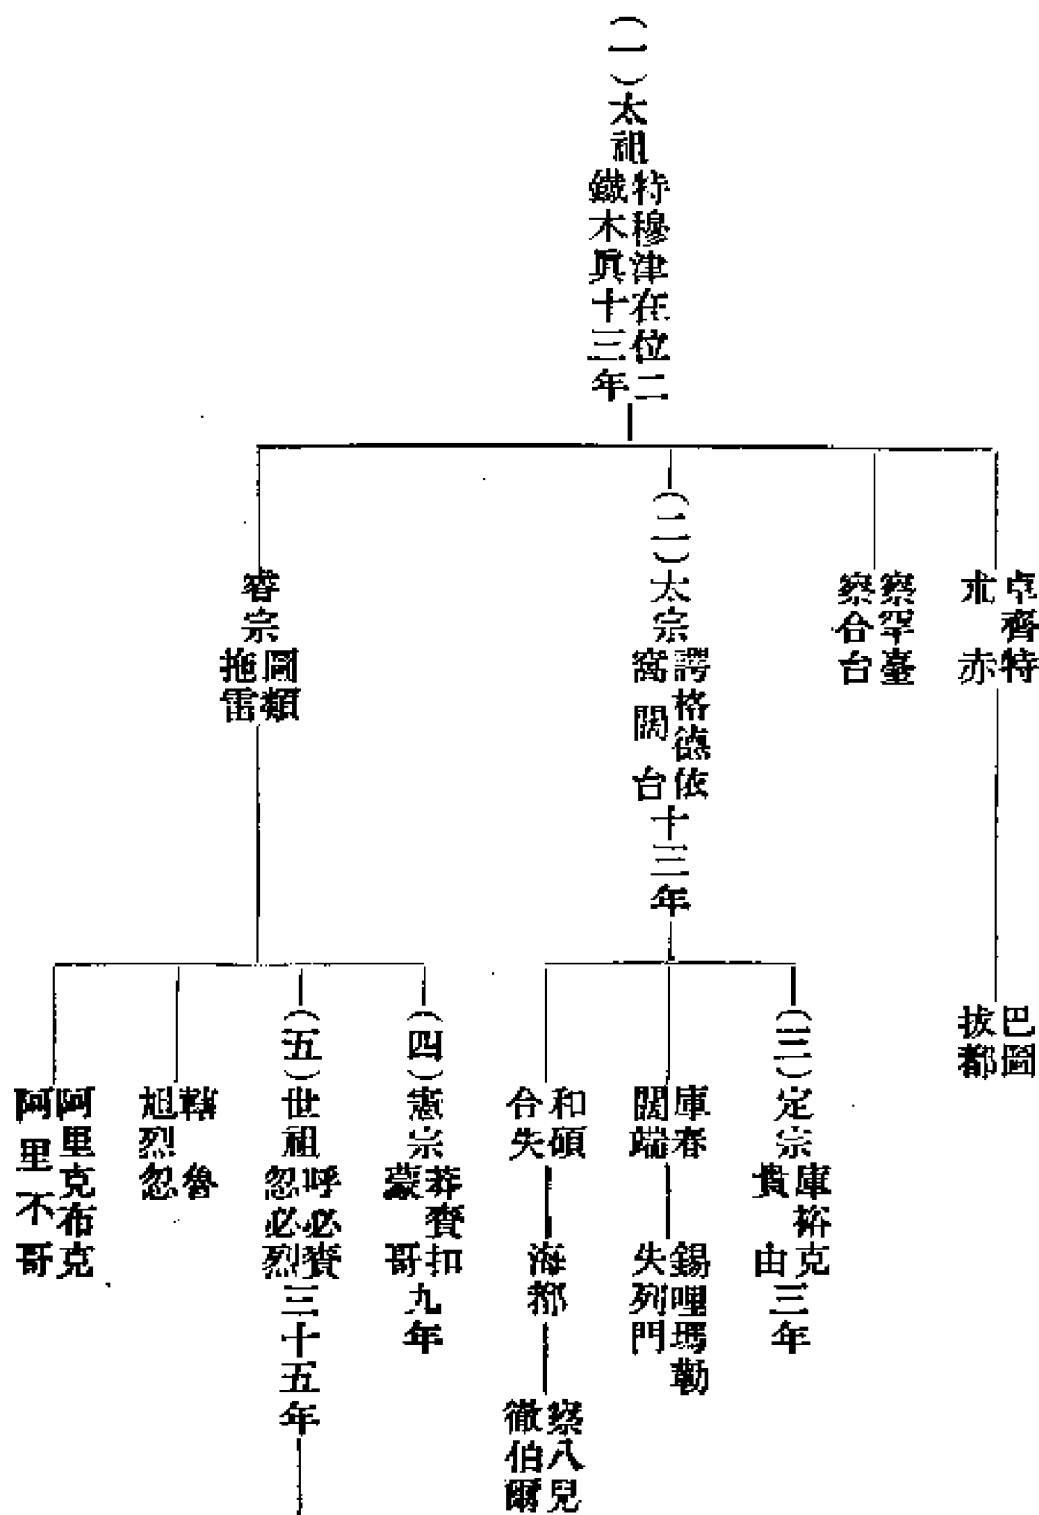 (一)太祖
特穆津在位二
鐵木眞十三年
卓齊特
朮赤
巴圖
拔都
察罕臺
察合台
(二)太宗
諤格德依
窩闊台
十三年
(三)定宗
庫裕克
貴由
三年
庫春
闊端
錫哩瑪勒
失列門
和碩
合失
海都
察八兒
徹伯爾
睿宗
圖類
拖雷
(四)憲宗
莽賚扣
蒙哥
九年
(五)世祖
呼必賚
忽必烈
三十五年
轄魯
旭烈忽
阿里克布克
阿里不哥